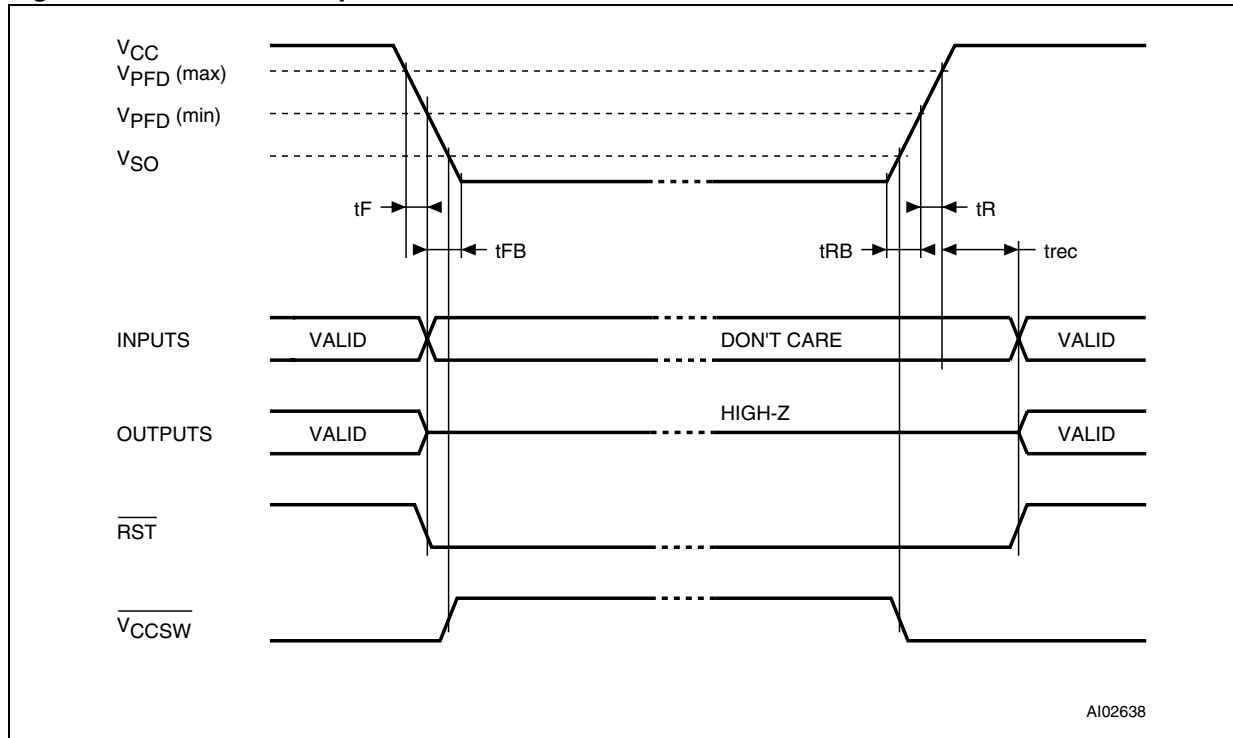 VCC
VPFD (max)
VPFD (min)
VSO
tF
tR
tFB
tRB
trec
INPUTS
VALID
DON'T CARE
VALID
OUTPUTS
VALID
HIGH-Z
VALID
RST
VCCSW
AI02638